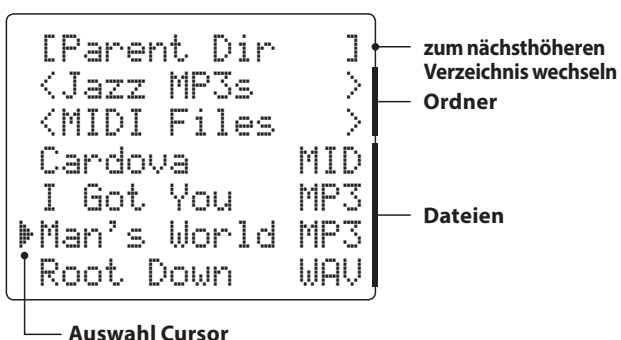 [Parent Dir ]
<Jazz MP3s >
<MIDI Files >
Cardova MID
I Got You MP3
Man's World MP3
Root Down WAV
zum nächsthöheren
Verzeichnis wechseln
Ordner
Dateien
Auswahl Cursor